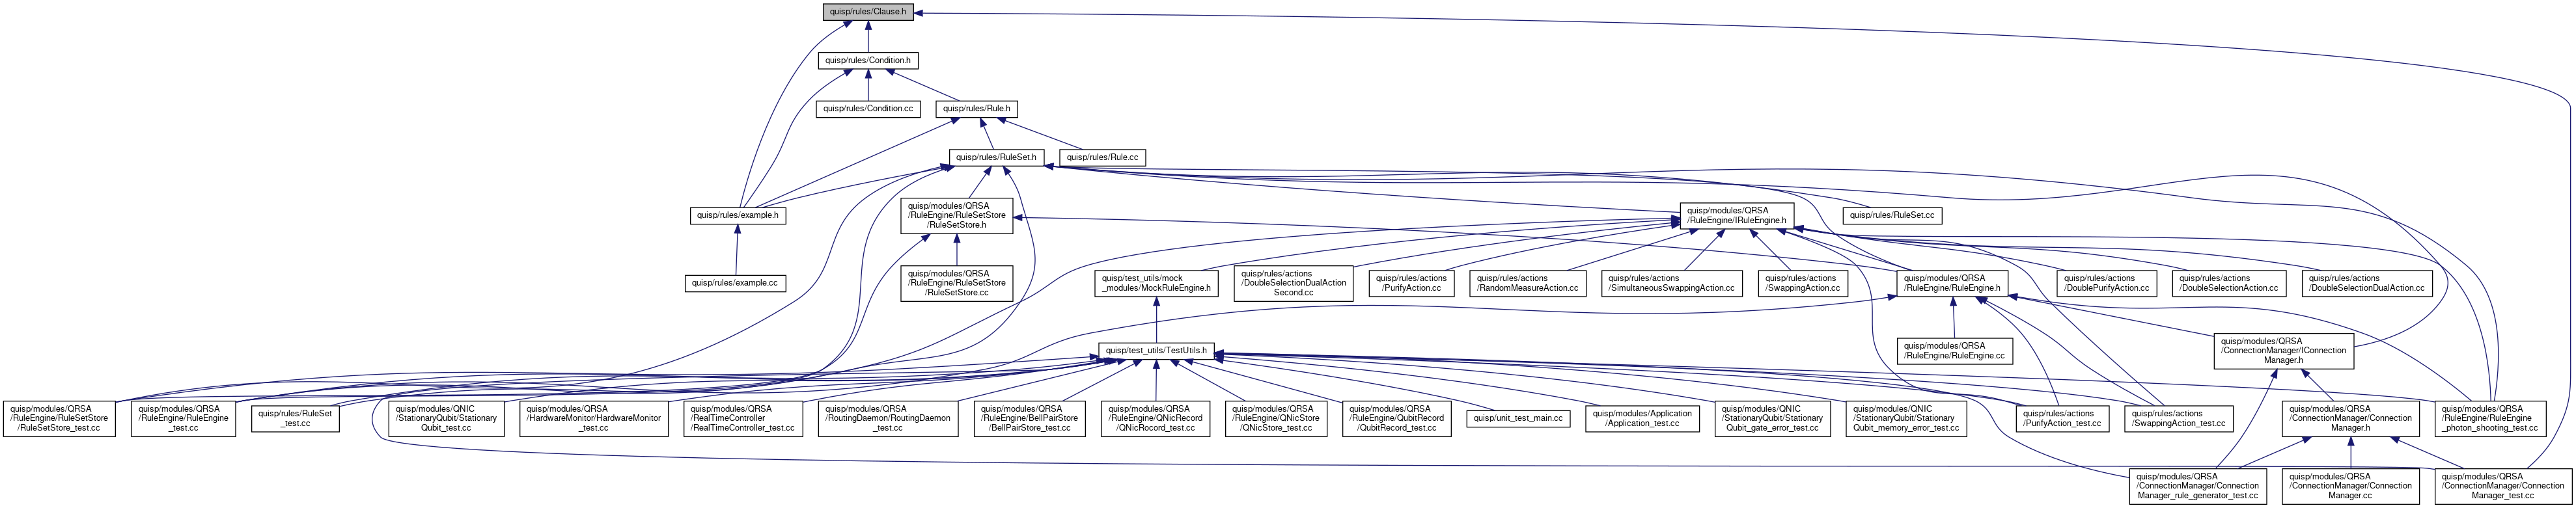 quisp/rules/Clause.h
quisp/rules/Condition.h
quisp/rules/Condition.cc
quisp/rules/Rule.h
quisp/rules/RuleSet.h
quisp/rules/Rule.cc
quisp/rules/example.h
quisp/modules/QRSA
/RuleEngine/RuleSetStore
/RuleSetStore.h
quisp/modules/QRSA
/RuleEngine/IRuleEngine.h
quisp/rules/RuleSet.cc
quisp/rules/example.cc
quisp/modules/QRSA
/RuleEngine/RuleSetStore
/RuleSetStore.cc
quisp/test_utils/mock
_modules/MockRuleEngine.h
quisp/rules/actions
/DoubleSelectionDualAction
Second.cc
quisp/rules/actions
/PurifyAction.cc
quisp/rules/actions
/RandomMeasureAction.cc
quisp/rules/actions
/SimultaneousSwappingAction.cc
quisp/rules/actions
/SwappingAction.cc
quisp/modules/QRSA
/RuleEngine/RuleEngine.h
quisp/rules/actions
/DoublePurifyAction.cc
quisp/rules/actions
/DoubleSelectionAction.cc
quisp/rules/actions
/DoubleSelectionDualAction.cc
quisp/test_utils/TestUtils.h
quisp/modules/QRSA
/RuleEngine/RuleEngine.cc
quisp/modules/QRSA
/ConnectionManager/IConnection
Manager.h
quisp/modules/QRSA
/RuleEngine/RuleSetStore
/RuleSetStore_test.cc
quisp/modules/QRSA
/RuleEngine/RuleEngine
_test.cc
quisp/rules/RuleSet
_test.cc
quisp/modules/QNIC
/StationaryQubit/Stationary
Qubit_test.cc
quisp/modules/QRSA
/HardwareMonitor/HardwareMonitor
_test.cc
quisp/modules/QRSA
/RealTimeController
/RealTimeController_test.cc
quisp/modules/QRSA
/RoutingDaemon/RoutingDaemon
_test.cc
quisp/modules/QRSA
/RuleEngine/BellPairStore
/BellPairStore_test.cc
quisp/modules/QRSA
/RuleEngine/QNicRecord
/QNicRocord_test.cc
quisp/modules/QRSA
/RuleEngine/QNicStore
/QNicStore_test.cc
quisp/modules/QRSA
/RuleEngine/QubitRecord
/QubitRecord_test.cc
quisp/unit_test_main.cc
quisp/modules/Application
/Application_test.cc
quisp/modules/QNIC
/StationaryQubit/Stationary
Qubit_gate_error_test.cc
quisp/modules/QNIC
/StationaryQubit/Stationary
Qubit_memory_error_test.cc
quisp/rules/actions
/PurifyAction_test.cc
quisp/rules/actions
/SwappingAction_test.cc
quisp/modules/QRSA
/ConnectionManager/Connection
Manager.h
quisp/modules/QRSA
/RuleEngine/RuleEngine
_photon_shooting_test.cc
quisp/modules/QRSA
/ConnectionManager/Connection
Manager_rule_generator_test.cc
quisp/modules/QRSA
/ConnectionManager/Connection
Manager.cc
quisp/modules/QRSA
/ConnectionManager/Connection
Manager_test.cc